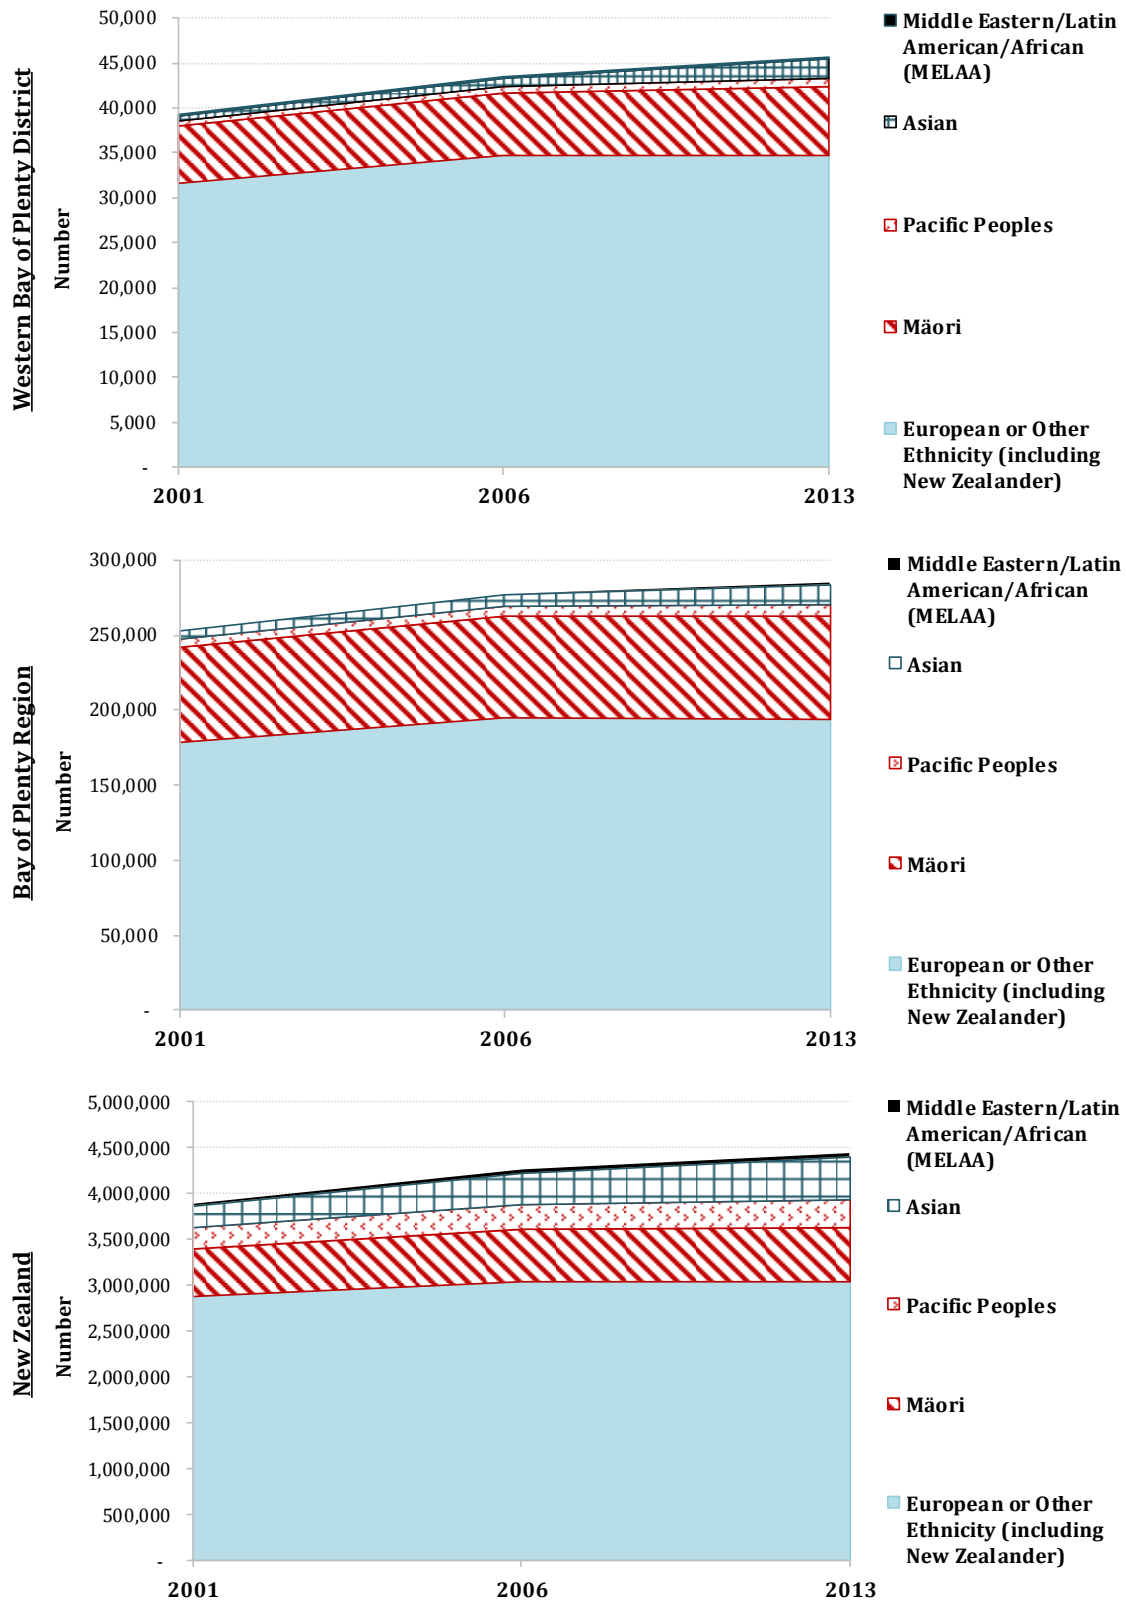 Western Bay of Plenty District
Number
50,000
45,000
40,000
35,000
30,000
25,000
20,000
15,000
10,000
5,000
-
2001
2006
2013
Middle Eastern/Latin
American/African
(MELAA)
Asian
Pacific Peoples
Mäori
European or Other
Ethnicity (including
New Zealander)
Bay of Plenty Region
Number
300,000
250,000
200,000
150,000
100,000
50,000
-
2001
2006
2013
Middle Eastern/Latin
American/African
(MELAA)
Asian
Pacific Peoples
Mäori
European or Other
Ethnicity (including
New Zealander)
New Zealand
Number
5,000,000
4,500,000
4,000,000
3,500,000
3,000,000
2,500,000
2,000,000
1,500,000
1,000,000
500,000
-
2001
2006
2013
Middle Eastern/Latin
American/African
(MELAA)
Asian
Pacific Peoples
Mäori
European or Other
Ethnicity (including
New Zealander)